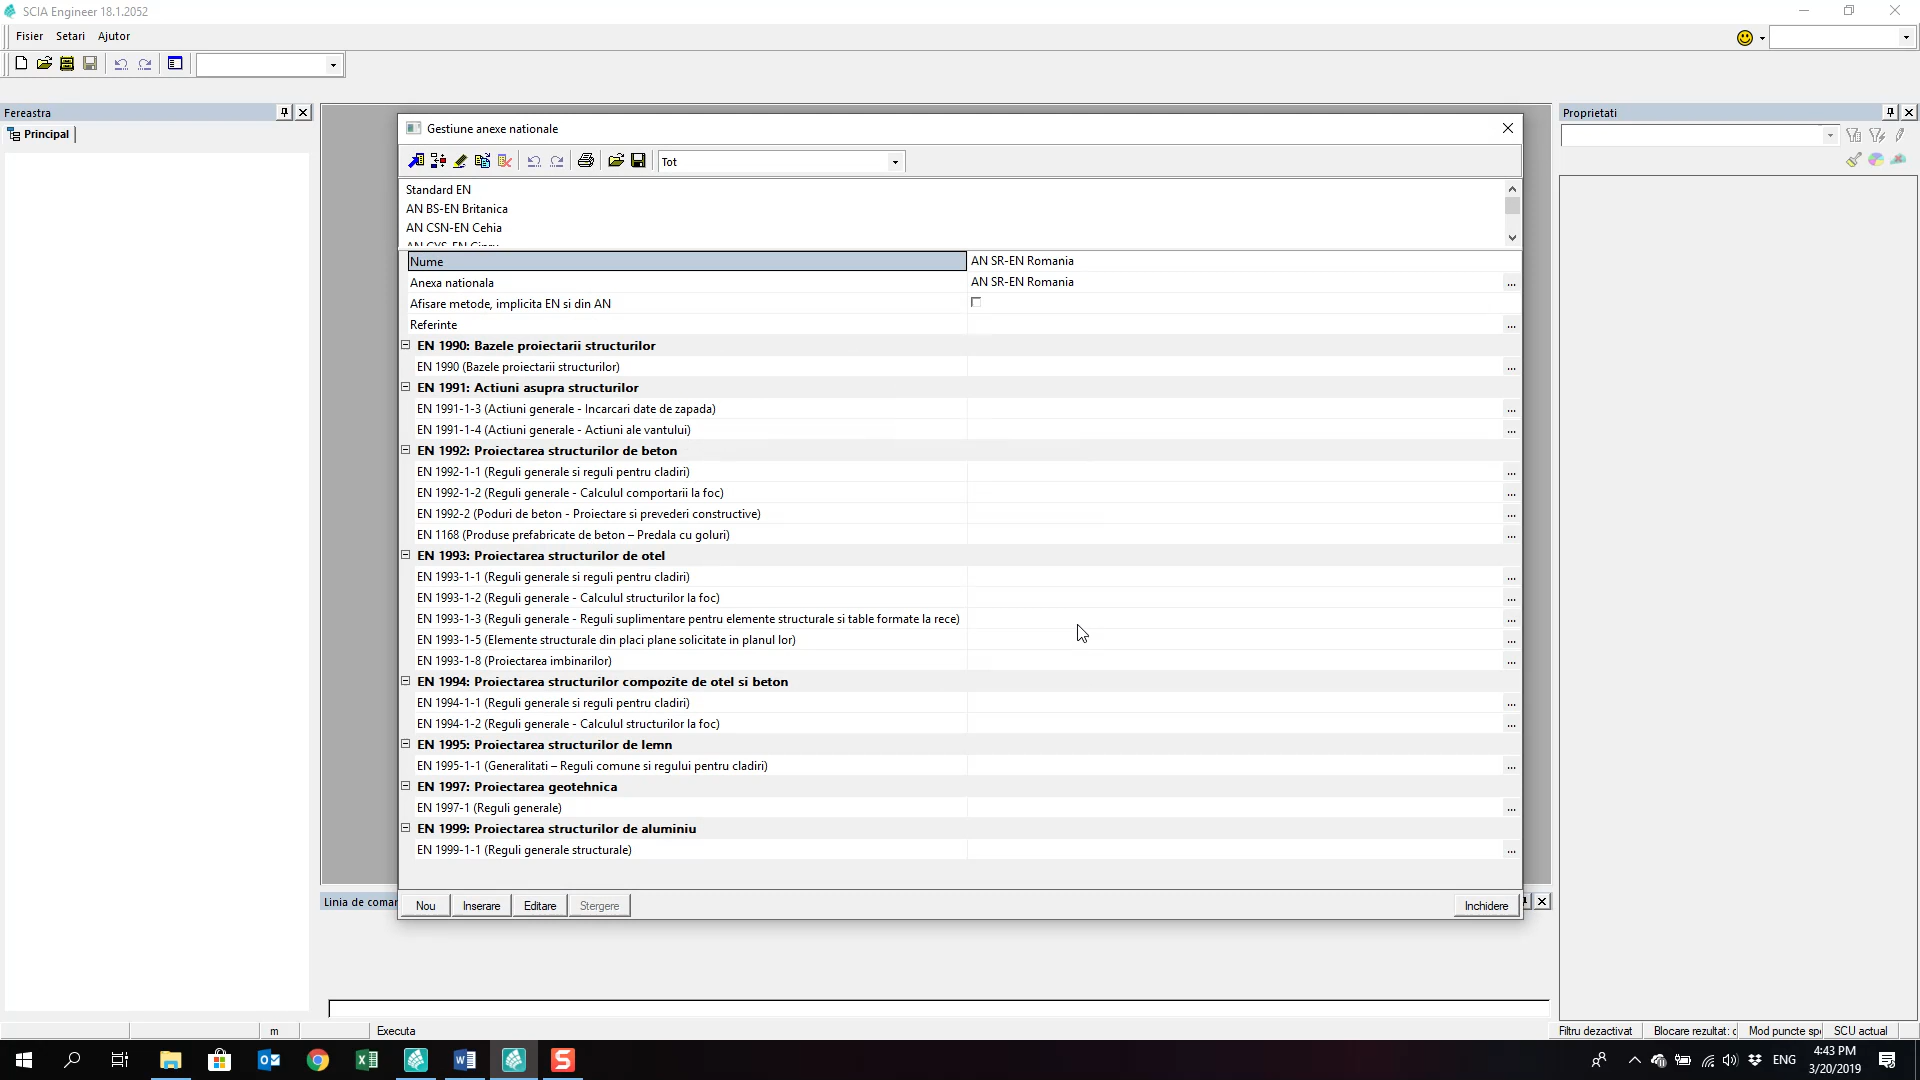 SCIA Engineer 18.1.2052
Fisier Setari Ajutor
Fereastra
Principal
Gestiune anexe nationale
Tot
Standard EN
AN BS-EN Britanica
AN CSN-EN Cehia
AN CYS-EN Cipru
Nume AN SR-EN Romania
Anexa nationala AN SR-EN Romania ...
Afisare metode, implicita EN si din AN
Referinte ...
EN 1990: Bazele proiectarii structurilor
EN 1990 (Bazele proiectarii structurilor) ...
EN 1991: Actiuni asupra structurilor
EN 1991-1-3 (Actiuni generale - Incarcari date de zapada) ...
EN 1991-1-4 (Actiuni generale - Actiuni ale vantului) ...
EN 1992: Proiectarea structurilor de beton
EN 1992-1-1 (Reguli generale si reguli pentru cladiri) ...
EN 1992-1-2 (Reguli generale - Calculul comportarii la foc) ...
EN 1992-2 (Poduri de beton - Proiectare si prevederi constructive) ...
EN 1168 (Produse prefabricate de beton – Predala cu goluri) ...
EN 1993: Proiectarea structurilor de otel
EN 1993-1-1 (Reguli generale si reguli pentru cladiri) ...
EN 1993-1-2 (Reguli generale - Calculul structurilor la foc) ...
EN 1993-1-3 (Reguli generale - Reguli suplimentare pentru elemente structurale si table formate la rece) ...
EN 1993-1-5 (Elemente structurale din placi plane solicitate in planul lor) ...
EN 1993-1-8 (Proiectarea imbinarilor) ...
EN 1994: Proiectarea structurilor compozite de otel si beton
EN 1994-1-1 (Reguli generale si reguli pentru cladiri) ...
EN 1994-1-2 (Reguli generale - Calculul structurilor la foc) ...
EN 1995: Proiectarea structurilor de lemn
EN 1995-1-1 (Generalitati – Reguli comune si regului pentru cladiri) ...
EN 1997: Proiectarea geotehnica
EN 1997-1 (Reguli generale) ...
EN 1999: Proiectarea structurilor de aluminiu
EN 1999-1-1 (Reguli generale structurale) ...
Nou Inserare Editare Stergere Inchidere
Proprietati
Linia de coma
m Executa Filtru dezactivat Blocare rezultat: Mod puncte SCU actual
ENG
4:43 PM
3/20/2019